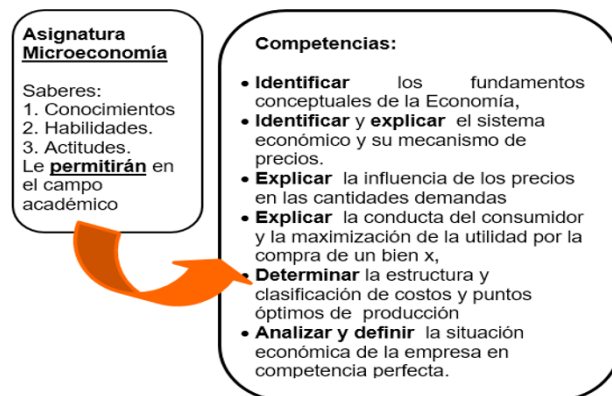 Asignatura
Microeconomía
Saberes:
1. Conocimientos
2. Habilidades.
3. Actitudes.
Le permitirán en
el campo
académico
Competencias:
• Identificar los fundamentos
conceptuales de la Economía,
• Identificar y explicar el sistema
económico y su mecanismo de
precios.
• Explicar la influencia de los precios
en las cantidades demandas
• Explicar la conducta del consumidor
y la maximización de la utilidad por la
compra de un bien x,
• Determinar la estructura y
clasificación de costos y puntos
óptimos de producción
• Analizar y definir la situación
económica de la empresa en
competencia perfecta.